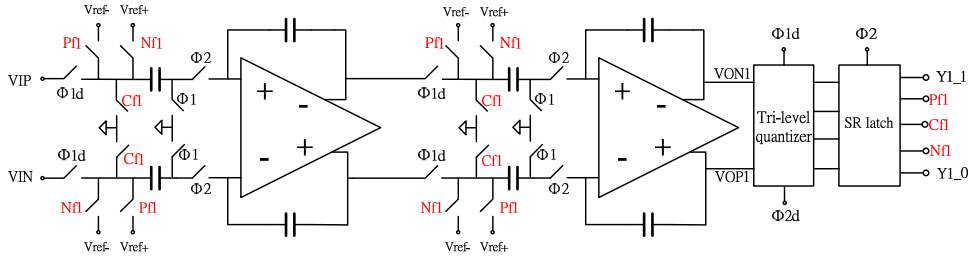 Vref- Vref+
Pf1 Nf1
Φ2
VIP
Φ1d
Cf1
Φ1
+
-
Cf1
Φ1
-
+
VIN
Φ1d
Φ2
Nf1 Pf1
Vref- Vref+
Vref- Vref+
Pf1 Nf1
Φ2
Φ1d
Cf1
Φ1
+
-
Cf1
Φ1
-
+
Φ1d
Φ2
Nf1 Pf1
Vref- Vref+
VON1
VOP1
Φ1d
Tri-level
quantizer
Φ2d
Φ2
SR latch
Y1_1
Pf1
Cf1
Nf1
Y1_0